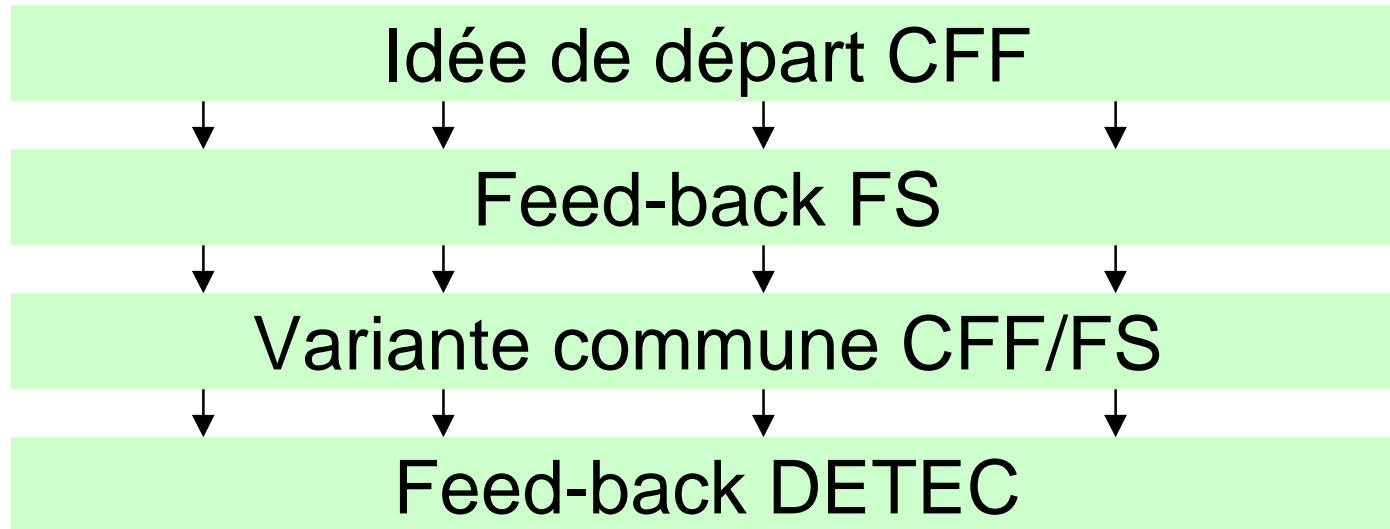 Idée de départ CFF
Feed-back FS
Variante commune CFF/FS
Feed-back DETEC